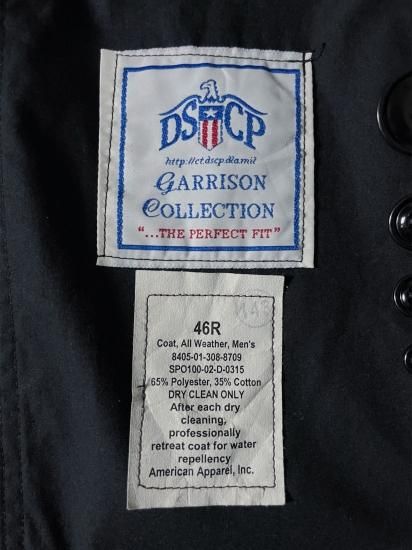 DSCP
http://ct.dscp.dla.mil
GARRISON
COLLECTION
"...THE PERFECT FIT"
46R
Coat, All Weather, Men's
8405-01-308-8709
SPO100-02-D-0315
65% Polyester, 35% Cotton
DRY CLEAN ONLY
After each dry
cleaning,
professionally
retreat coat for water
repellency
American Apparel, Inc.